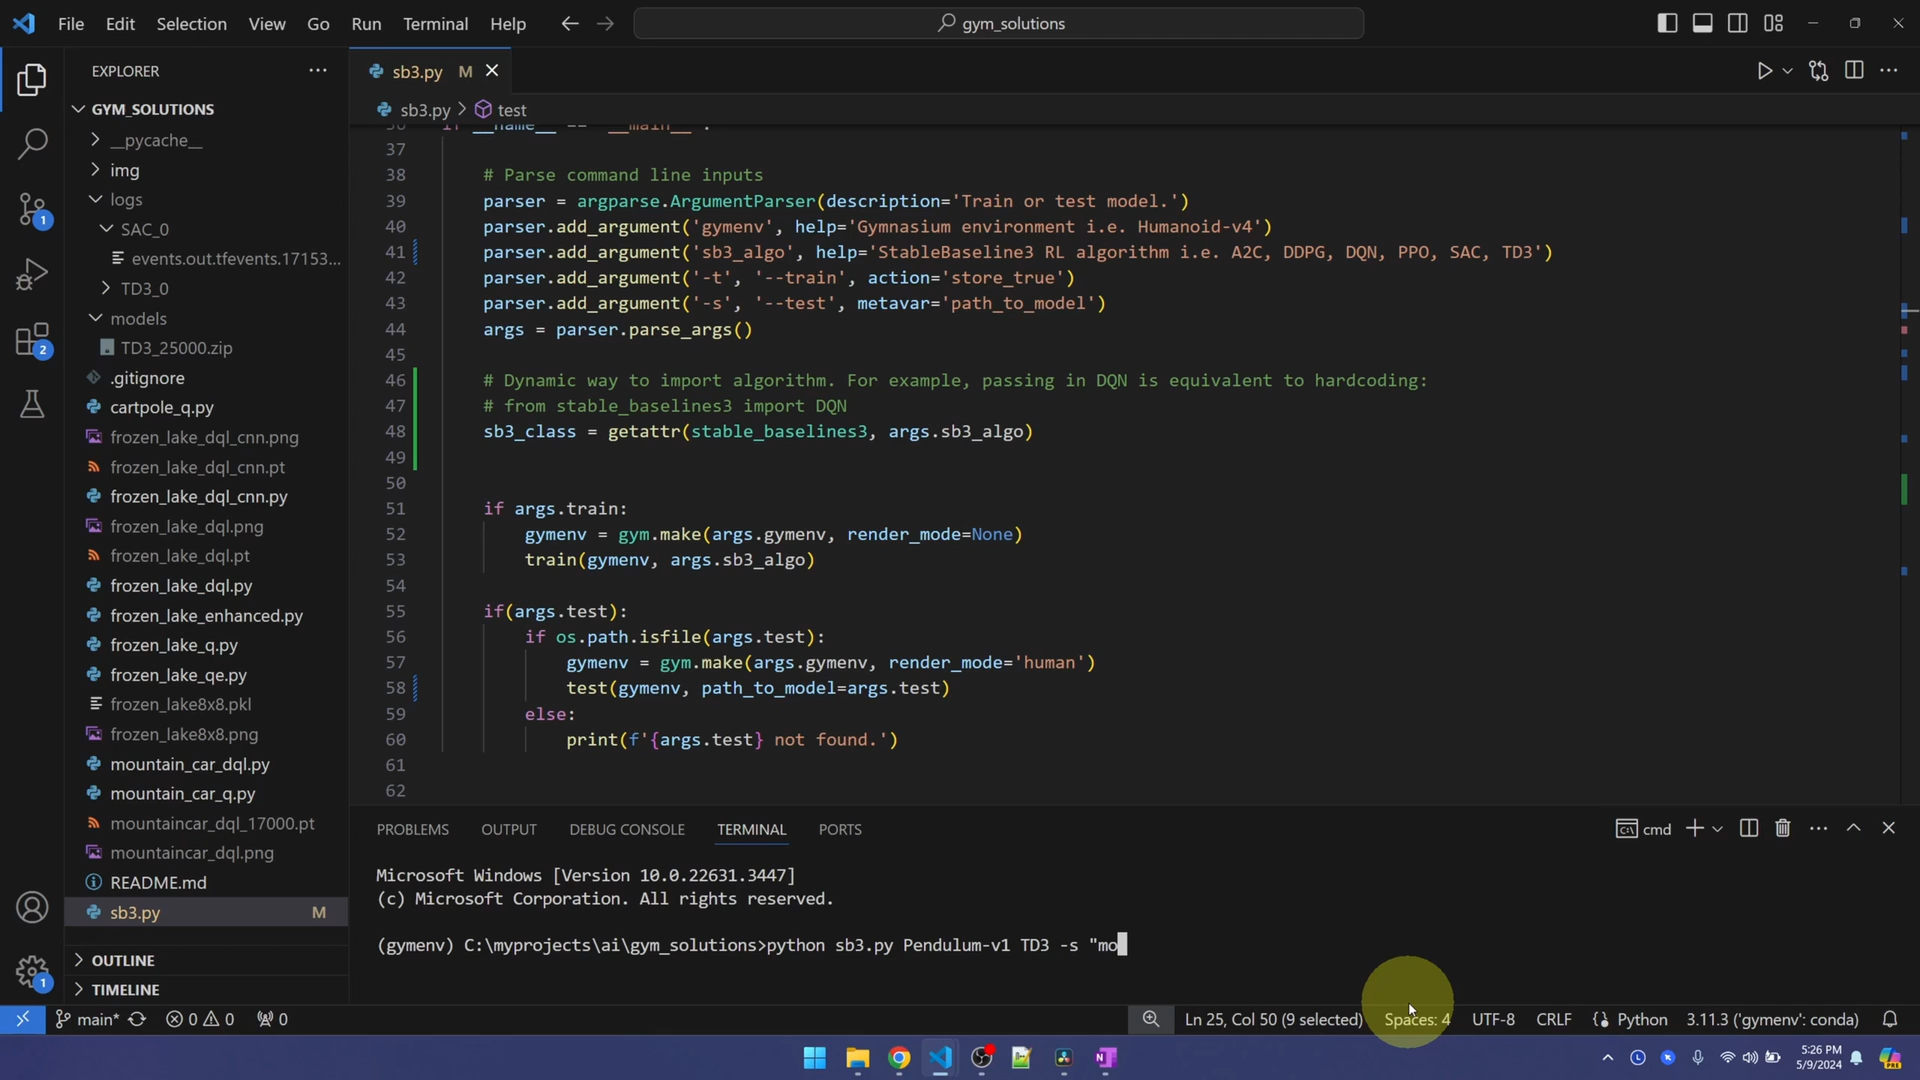 File Edit Selection View Go Run Terminal Help gym_solutions
EXPLORER
sb3.py M
GYM_SOLUTIONS
sb3.py > test
__pycache__
img
logs
SAC_0
events.out.tfevents.17153...
TD3_0
models
TD3_25000.zip
.gitignore
cartpole_q.py
frozen_lake_dql_cnn.png
frozen_lake_dql_cnn.pt
frozen_lake_dql_cnn.py
frozen_lake_dql.png
frozen_lake_dql.pt
frozen_lake_dql.py
frozen_lake_enhanced.py
frozen_lake_q.py
frozen_lake_qe.py
frozen_lake8x8.pkl
frozen_lake8x8.png
mountain_car_dql.py
mountain_car_q.py
mountaincar_dql_17000.pt
mountaincar_dql.png
README.md
sb3.py M
OUTLINE
TIMELINE
1
2
1
36 if __name__ == '__main__':
37
38 # Parse command line inputs
39 parser = argparse.ArgumentParser(description='Train or test model.')
40 parser.add_argument('gymenv', help='Gymnasium environment i.e. Humanoid-v4')
41 parser.add_argument('sb3_algo', help='StableBaseline3 RL algorithm i.e. A2C, DDPG, DQN, PPO, SAC, TD3')
42 parser.add_argument('-t', '--train', action='store_true')
43 parser.add_argument('-s', '--test', metavar='path_to_model')
44 args = parser.parse_args()
45
46 # Dynamic way to import algorithm. For example, passing in DQN is equivalent to hardcoding:
47 # from stable_baselines3 import DQN
48 sb3_class = getattr(stable_baselines3, args.sb3_algo)
49
50
51 if args.train:
52 gymenv = gym.make(args.gymenv, render_mode=None)
53 train(gymenv, args.sb3_algo)
54
55 if(args.test):
56 if os.path.isfile(args.test):
57 gymenv = gym.make(args.gymenv, render_mode='human')
58 test(gymenv, path_to_model=args.test)
59 else:
60 print(f'{args.test} not found.')
61
62
PROBLEMS OUTPUT DEBUG CONSOLE TERMINAL PORTS cmd
Microsoft Windows [Version 10.0.22631.3447]
(c) Microsoft Corporation. All rights reserved.
(gymenv) C:\myprojects\ai\gym_solutions>python sb3.py Pendulum-v1 TD3 -s "mo
main* 0 0 0 Ln 25, Col 50 (9 selected) Spaces: 4 UTF-8 CRLF Python 3.11.3 ('gymenv': conda)
5:26 PM
5/9/2024
PRE